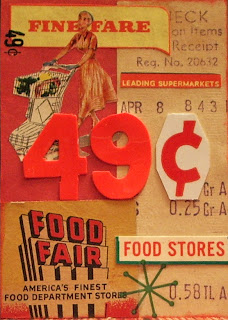 FINE FARE
49¢
ECK
on Items
Receipt
Reg. No. 20632
LEADING SUPERMARKETS
APR 8 843
49¢
Gr A
0.25 Gr A
FOOD
FAIR
AMERICA'S FINEST
FOOD DEPARTMENT STORES
FOOD STORES
0.58 TL A